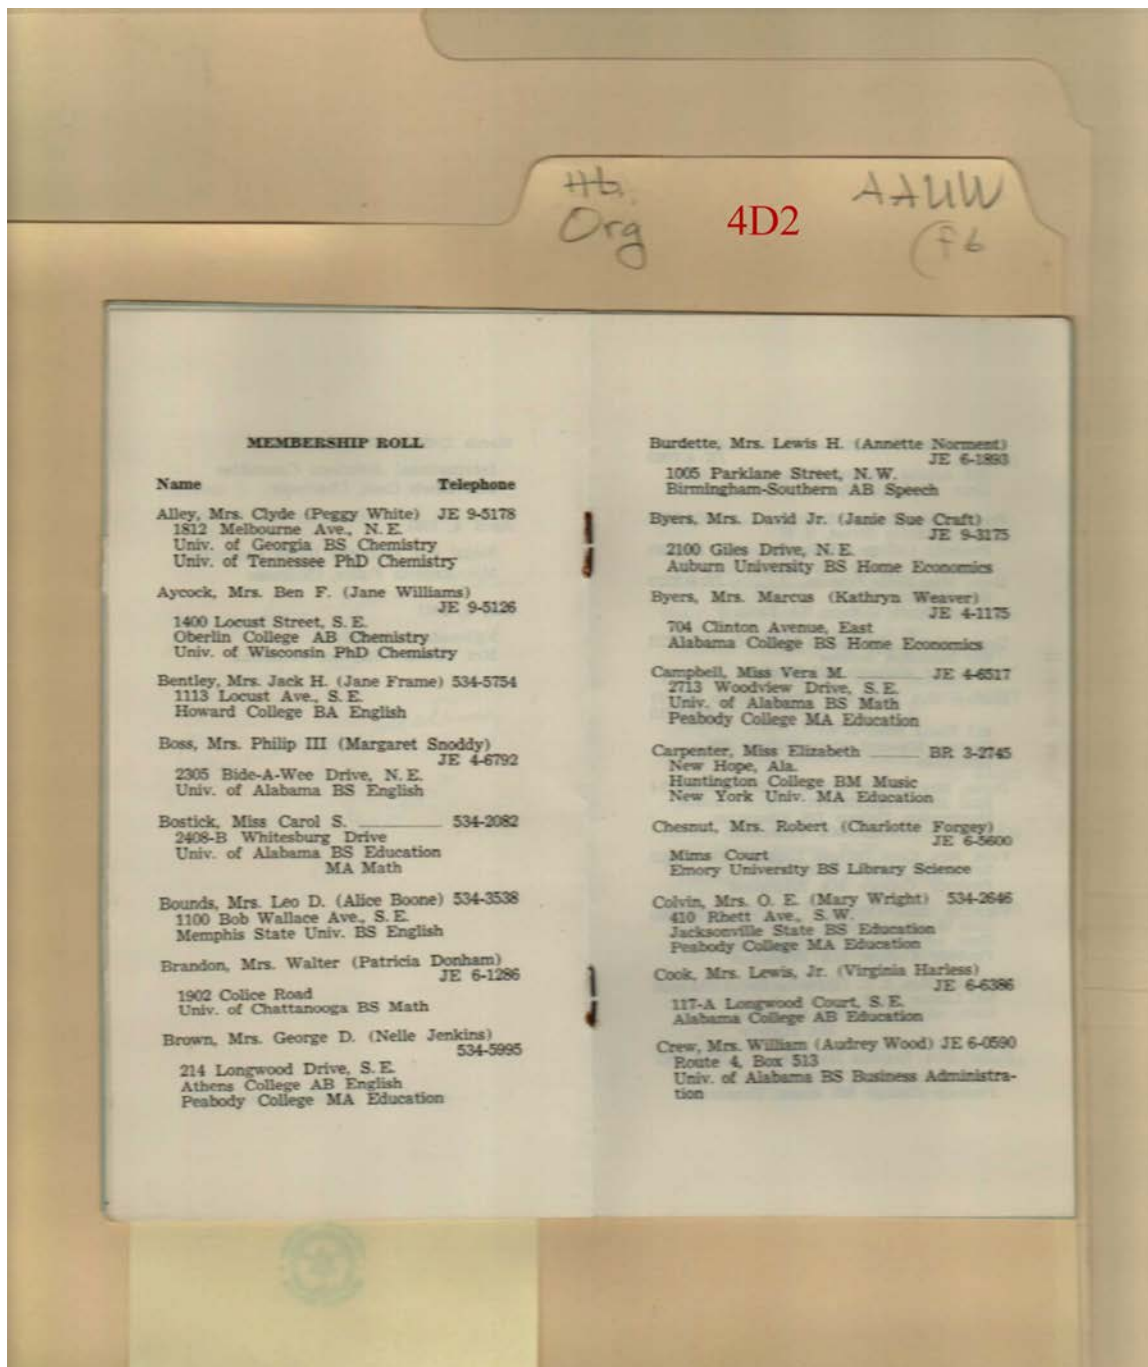 Hb.
Org
4D2
AAUW
MEMBERSHIP ROLL
Name Telephone
Alley, Mrs. Clyde (Peggy White) JE 9-5178
1812 Melbourne Ave., N. E.
Univ. of Georgia BS Chemistry
Univ. of Tennessee PhD Chemistry
Aycock, Mrs. Ben F. (Jane Williams)
JE 9-5126
1400 Locust Street, S. E.
Oberlin College AB Chemistry
Univ. of Wisconsin PhD Chemistry
Bentley, Mrs. Jack H. (Jane Frame) 534-5754
1113 Locust Ave., S. E.
Howard College BA English
Boss, Mrs. Philip III (Margaret Snoddy)
JE 4-6792
2305 Bide-A-Wee Drive, N. E.
Univ. of Alabama BS English
Bostick, Miss Carol S. 534-2082
2408-B Whitesburg Drive
Univ. of Alabama BS Education
MA Math
Bounds, Mrs. Leo D. (Alice Boone) 534-3538
1100 Bob Wallace Ave., S. E.
Memphis State Univ. BS English
Brandon, Mrs. Walter (Patricia Donham)
JE 6-1286
1902 Colice Road
Univ. of Chattanooga BS Math
Brown, Mrs. George D. (Nelle Jenkins)
534-5995
214 Longwood Drive, S. E.
Athens College AB English
Peabody College MA Education
Burdette, Mrs. Lewis H. (Annette Norment)
JE 6-1893
1005 Parklane Street, N. W.
Birmingham-Southern AB Speech
Byers, Mrs. David Jr. (Janie Sue Craft)
JE 9-3175
2100 Giles Drive, N. E.
Auburn University BS Home Economics
Byers, Mrs. Marcus (Kathryn Weaver)
JE 4-1175
704 Clinton Avenue, East
Alabama College BS Home Economics
Campbell, Miss Vera M. JE 4-6517
2713 Woodview Drive, S. E.
Univ. of Alabama BS Math
Peabody College MA Education
Carpenter, Miss Elizabeth BR 3-2745
New Hope, Ala.
Huntington College BM Music
New York Univ. MA Education
Chesnut, Mrs. Robert (Charlotte Forgey)
JE 6-5600
Mims Court
Emory University BS Library Science
Colvin, Mrs. O. E. (Mary Wright) 534-2646
410 Rhett Ave., S. W.
Jacksonville State BS Education
Peabody College MA Education
Cook, Mrs. Lewis, Jr. (Virginia Harless)
JE 6-6386
117-A Longwood Court, S. E.
Alabama College AB Education
Crew, Mrs. William (Audrey Wood) JE 6-0590
Route 4, Box 513
Univ. of Alabama BS Business Administra-
tion